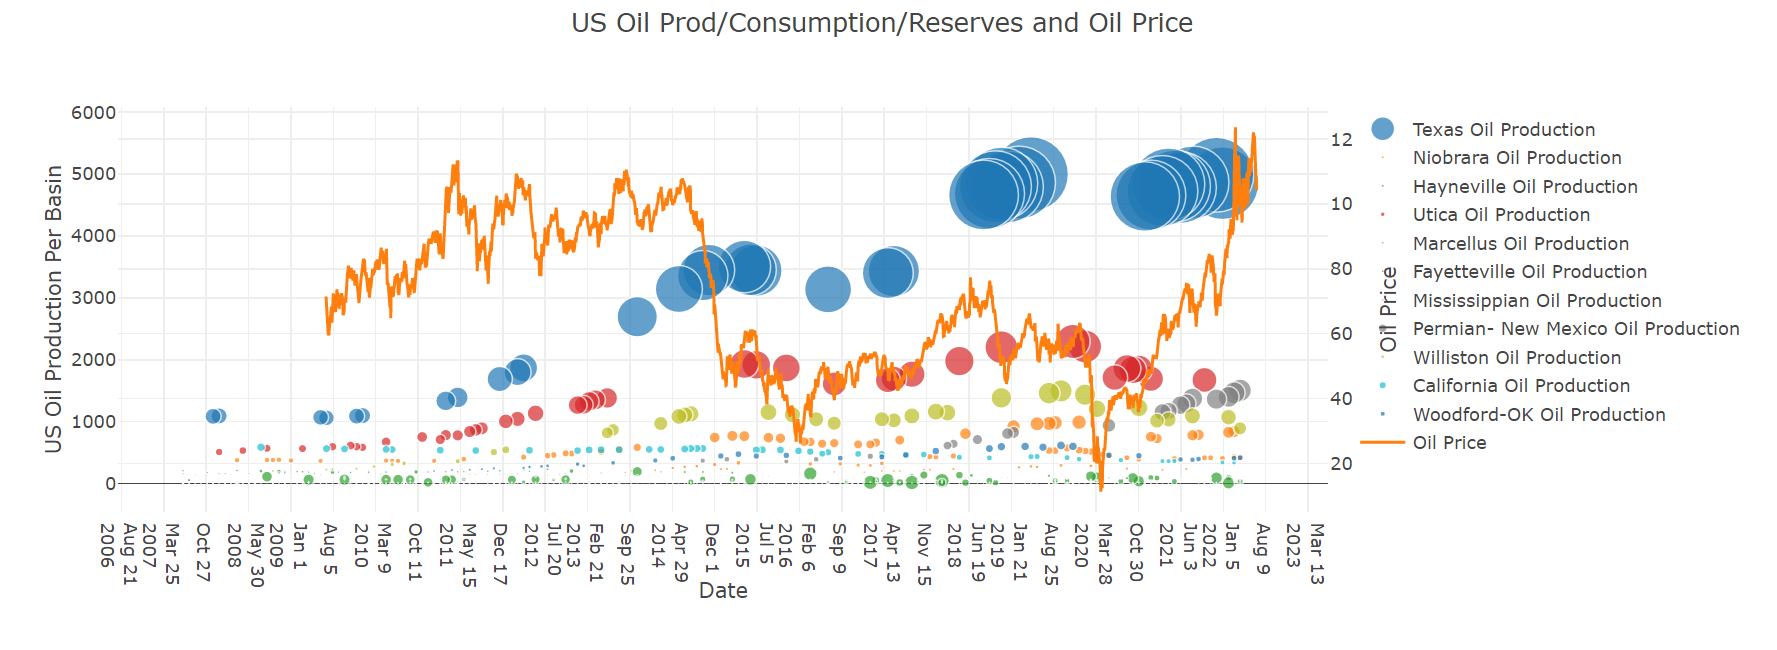 US Oil Prod/Consumption/Reserves and Oil Price
US Oil Production Per Basin
6000
5000
4000
3000
2000
1000
0
12
10
80
60
40
20
Oil Price
Aug 21
2006
Mar 25
2007
Oct 27
May 30
2008
Jan 1
2009
Aug 5
Mar 9
2010
Oct 11
May 15
2011
Dec 17
Jul 20
2012
Feb 21
2013
Sep 25
Apr 29
2014
Dec 1
Jul 5
2015
Feb 6
2016
Sep 9
Apr 13
2017
Nov 15
Jun 19
2018
Jan 21
2019
Aug 25
Mar 28
2020
Oct 30
Jun 3
2021
Jan 5
2022
Aug 9
Mar 13
2023
Date
Texas Oil Production
Niobrara Oil Production
Hayneville Oil Production
Utica Oil Production
Marcellus Oil Production
Fayetteville Oil Production
Mississippian Oil Production
Permian- New Mexico Oil Production
Williston Oil Production
California Oil Production
Woodford-OK Oil Production
Oil Price